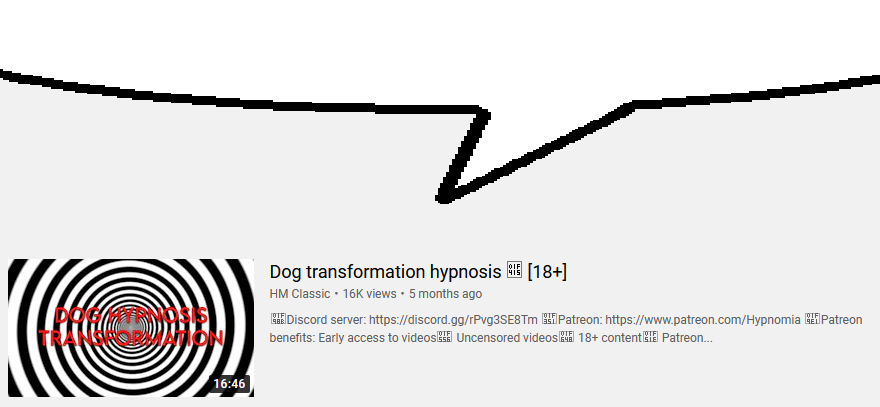 Dog transformation hypnosis [18+]
HM Classic • 16K views • 5 months ago
Discord server: https://discord.gg/rPvg3SE8Tm Patreon: https://www.patreon.com/Hypnomia Patreon
benefits: Early access to videos Uncensored videos 18+ content Patreon...
DOG HYPNOSIS
TRANSFORMATION
16:46